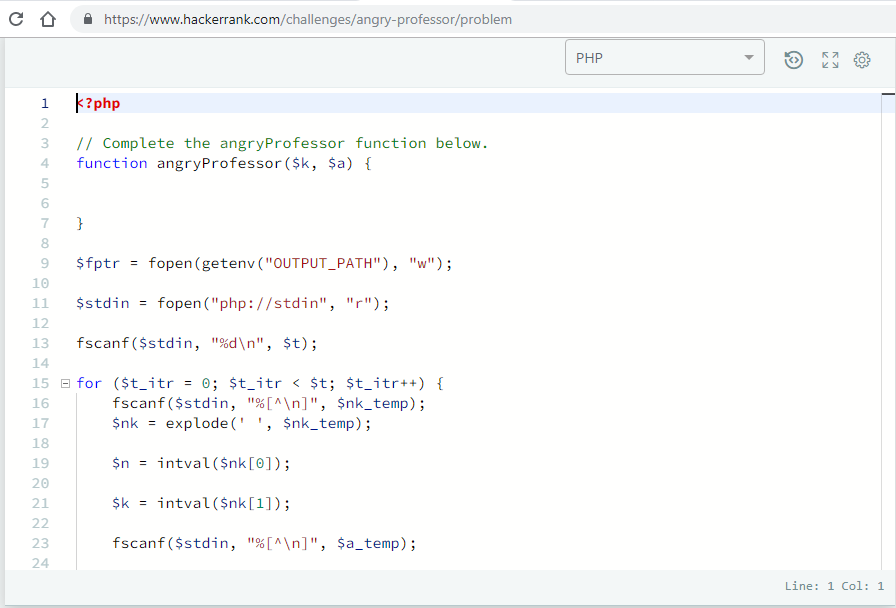 https://www.hackerrank.com/challenges/angry-professor/problem
PHP
1 <?php
2
3 // Complete the angryProfessor function below.
4 function angryProfessor($k, $a) {
5
6
7 }
8
9 $fptr = fopen(getenv("OUTPUT_PATH"), "w");
10
11 $stdin = fopen("php://stdin", "r");
12
13 fscanf($stdin, "%d\n", $t);
14
15 for ($t_itr = 0; $t_itr < $t; $t_itr++) {
16     fscanf($stdin, "%[^\n]", $nk_temp);
17     $nk = explode(' ', $nk_temp);
18
19     $n = intval($nk[0]);
20
21     $k = intval($nk[1]);
22
23     fscanf($stdin, "%[^\n]", $a_temp);
24
Line: 1 Col: 1